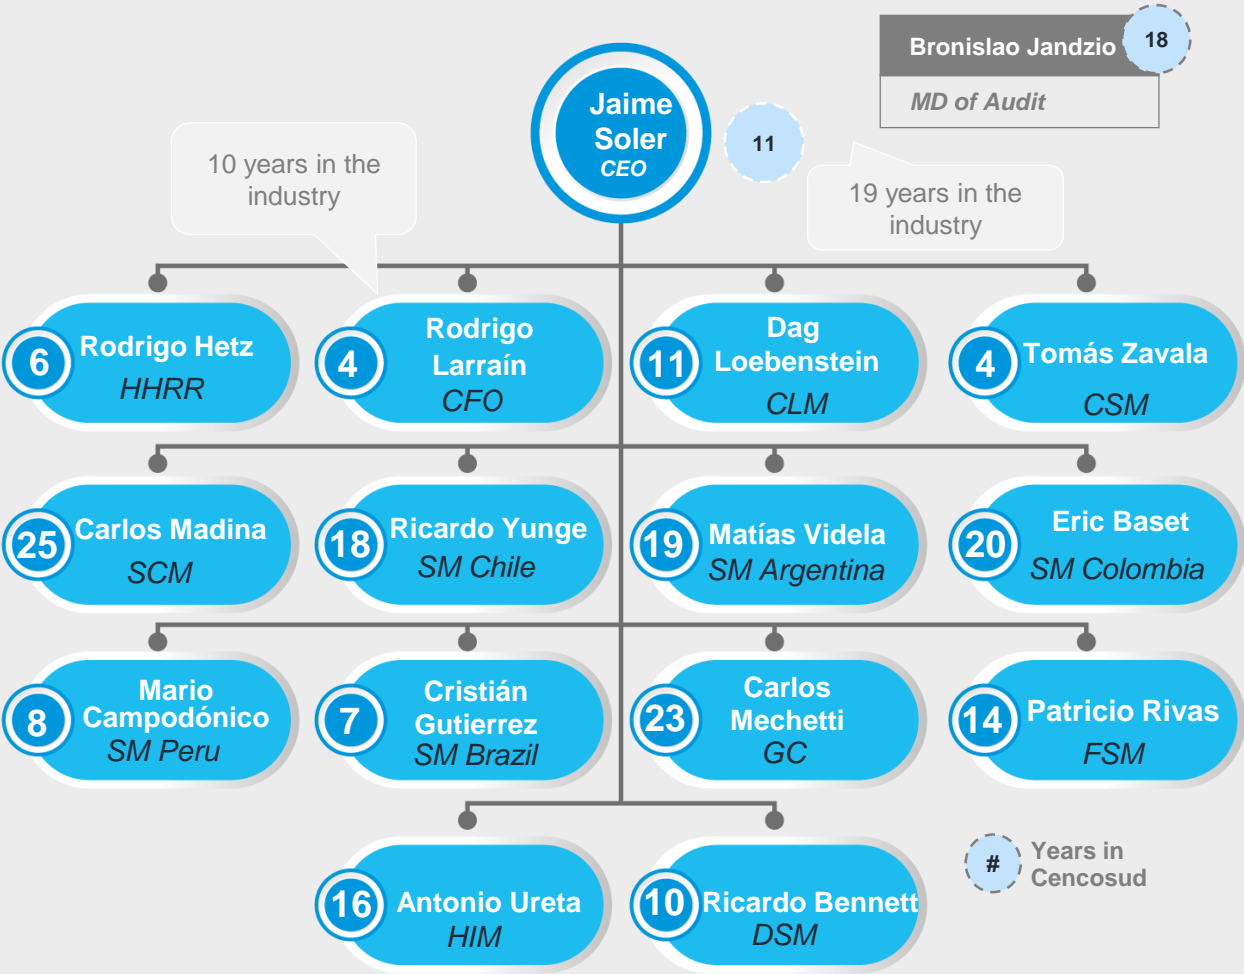 Bronislao Jandzio
18
MD of Audit
Jaime
Soler
CEO
11
10 years in the
industry
19 years in the
industry
6
Rodrigo Hetz
HHRR
4
Rodrigo
Larraín
CFO
11
Dag
Loebenstein
CLM
4
Tomás Zavala
CSM
25
Carlos Madina
SCM
18
Ricardo Yunge
SM Chile
19
Matías Videla
SM Argentina
20
Eric Baset
SM Colombia
8
Mario
Campodónico
SM Peru
7
Cristián
Gutierrez
SM Brazil
23
Carlos
Mechetti
GC
14
Patricio Rivas
FSM
16
Antonio Ureta
HIM
10
Ricardo Bennett
DSM
#
Years in
Cencosud